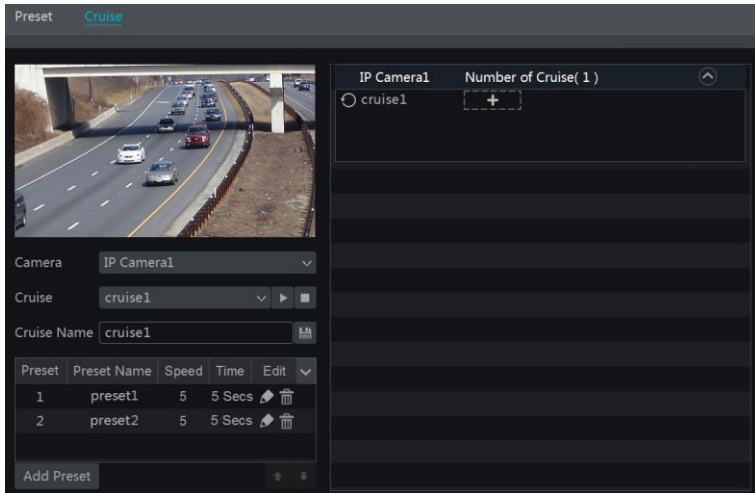 Preset Cruise
IP Camera1 Number of Cruise( 1 )
cruise1 +
Camera IP Camera1
Cruise cruise1
Cruise Name cruise1
Preset Preset Name Speed Time Edit
1 preset1 5 5 Secs
2 preset2 5 5 Secs
Add Preset